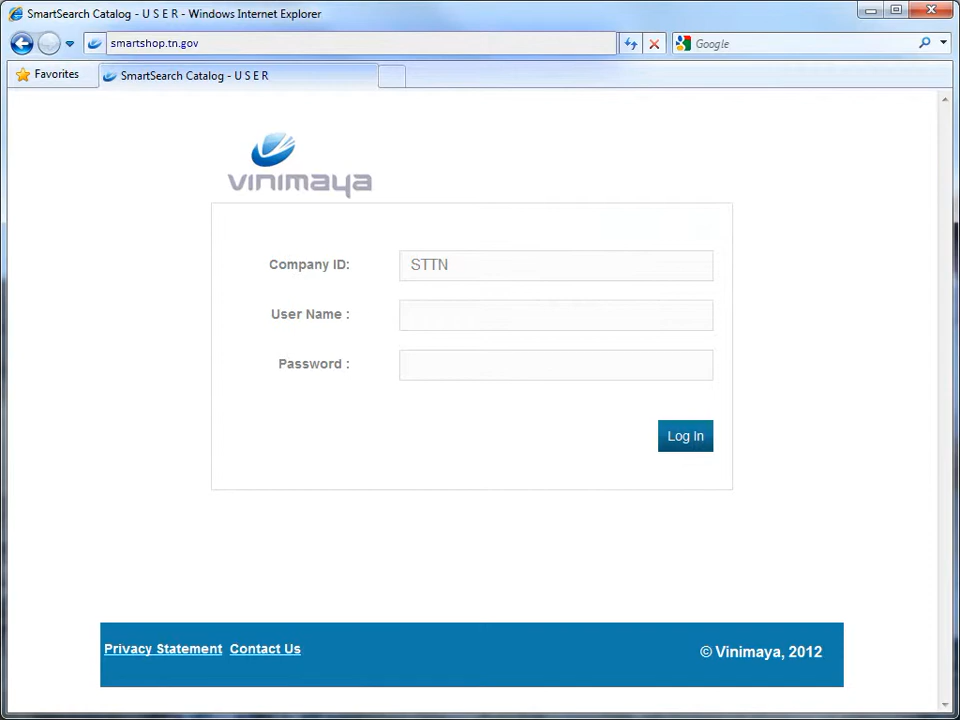 SmartSearch Catalog - U S E R - Windows Internet Explorer
smartshop.tn.gov
Google
Favorites
SmartSearch Catalog - U S E R
vinimaya
Company ID:
STTN
User Name :
Password :
Log In
Privacy Statement Contact Us
© Vinimaya, 2012